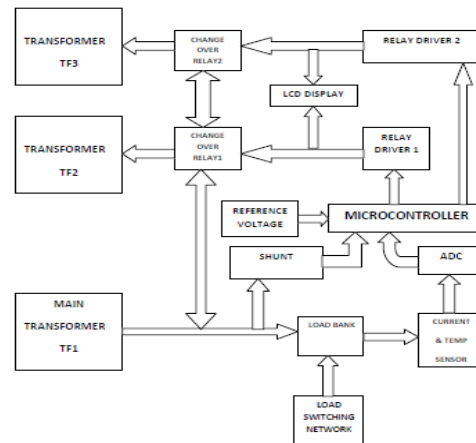 TRANSFORMER
TF3
CHANGE
OVER
RELAY2
RELAY DRIVER 2
LCD DISPLAY
TRANSFORMER
TF2
CHANGE
OVER
RELAY1
RELAY
DRIVER 1
REFERENCE
VOLTAGE
MICROCONTROLLER
SHUNT
ADC
MAIN
TRANSFORMER
TF1
LOAD BANK
CURRENT
& TEMP
SENSOR
LOAD
SWITCHING
NETWORK